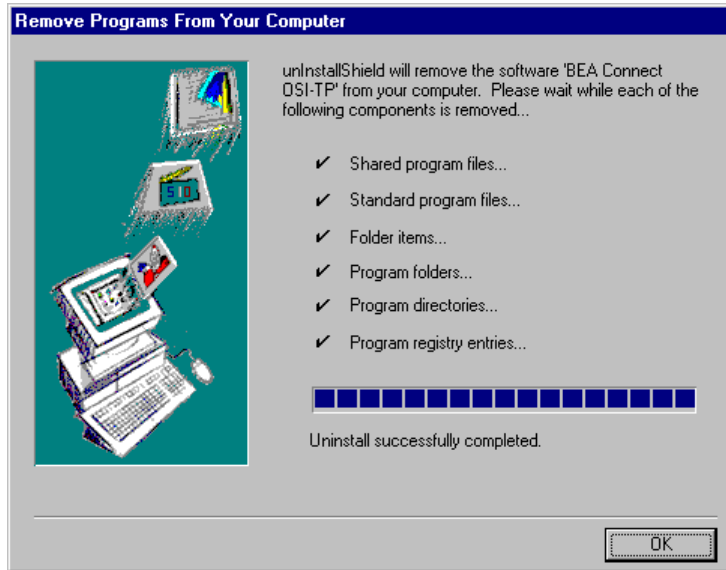 Remove Programs From Your Computer
unInstallShield will remove the software 'BEA Connect
OSI-TP' from your computer.  Please wait while each of the
following components is removed...
✔ Shared program files...
✔ Standard program files...
✔ Folder items...
✔ Program folders...
✔ Program directories...
✔ Program registry entries...
Uninstall successfully completed.
OK